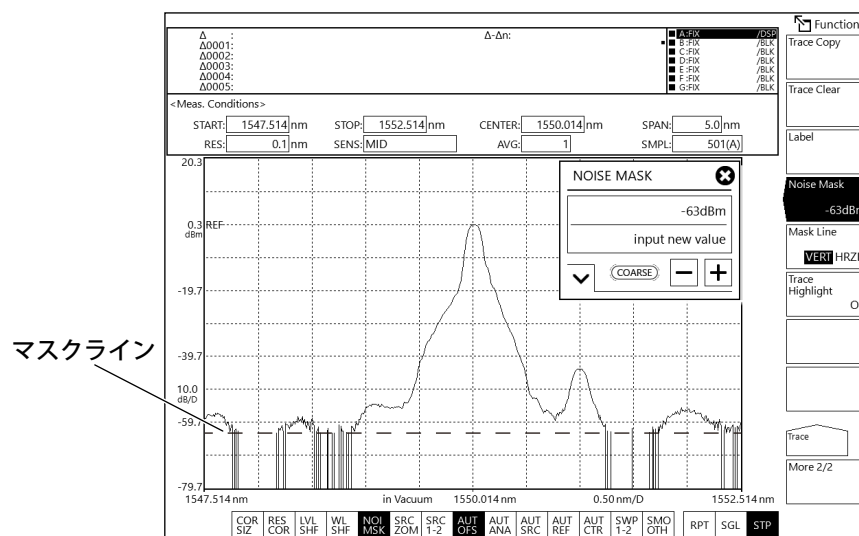 Function
Δ :
Δ-Δn:
Δ0001:
Δ0002:
Δ0003:
Δ0004:
Δ0005:
A:FIX /DSP
B:FIX /BLK
C:FIX /BLK
D:FIX /BLK
E:FIX /BLK
F:FIX /BLK
G:FIX /BLK
<Meas. Conditions>
START: 1547.514 nm STOP: 1552.514 nm CENTER: 1550.014 nm SPAN: 5.0 nm
RES: 0.1 nm SENS: MID AVG: 1 SMPL: 501(A)
20.3
0.3 REF
dBm
-19.7
-39.7
10.0
dB/D
-59.7
-79.7
マスクライン
NOISE MASK
-63dBm
input new value
COARSE
1547.514 nm in Vacuum 1550.014 nm 0.500 nm/D 1552.514 nm
COR SIZ
RES COR
LVL SHF
WL SHF
NOI MSK
SRC ZOM
SRC 1-2
AUT OFS
AUT ANA
AUT SRC
AUT REF
AUT CTR
SWP 1-2
SMO OTH
RPT
SGL
STP
Trace Copy
Trace Clear
Label
Noise Mask
-63dBm
Mask Line
VERT HRZ
Trace
Highlight
O
Trace
More 2/2